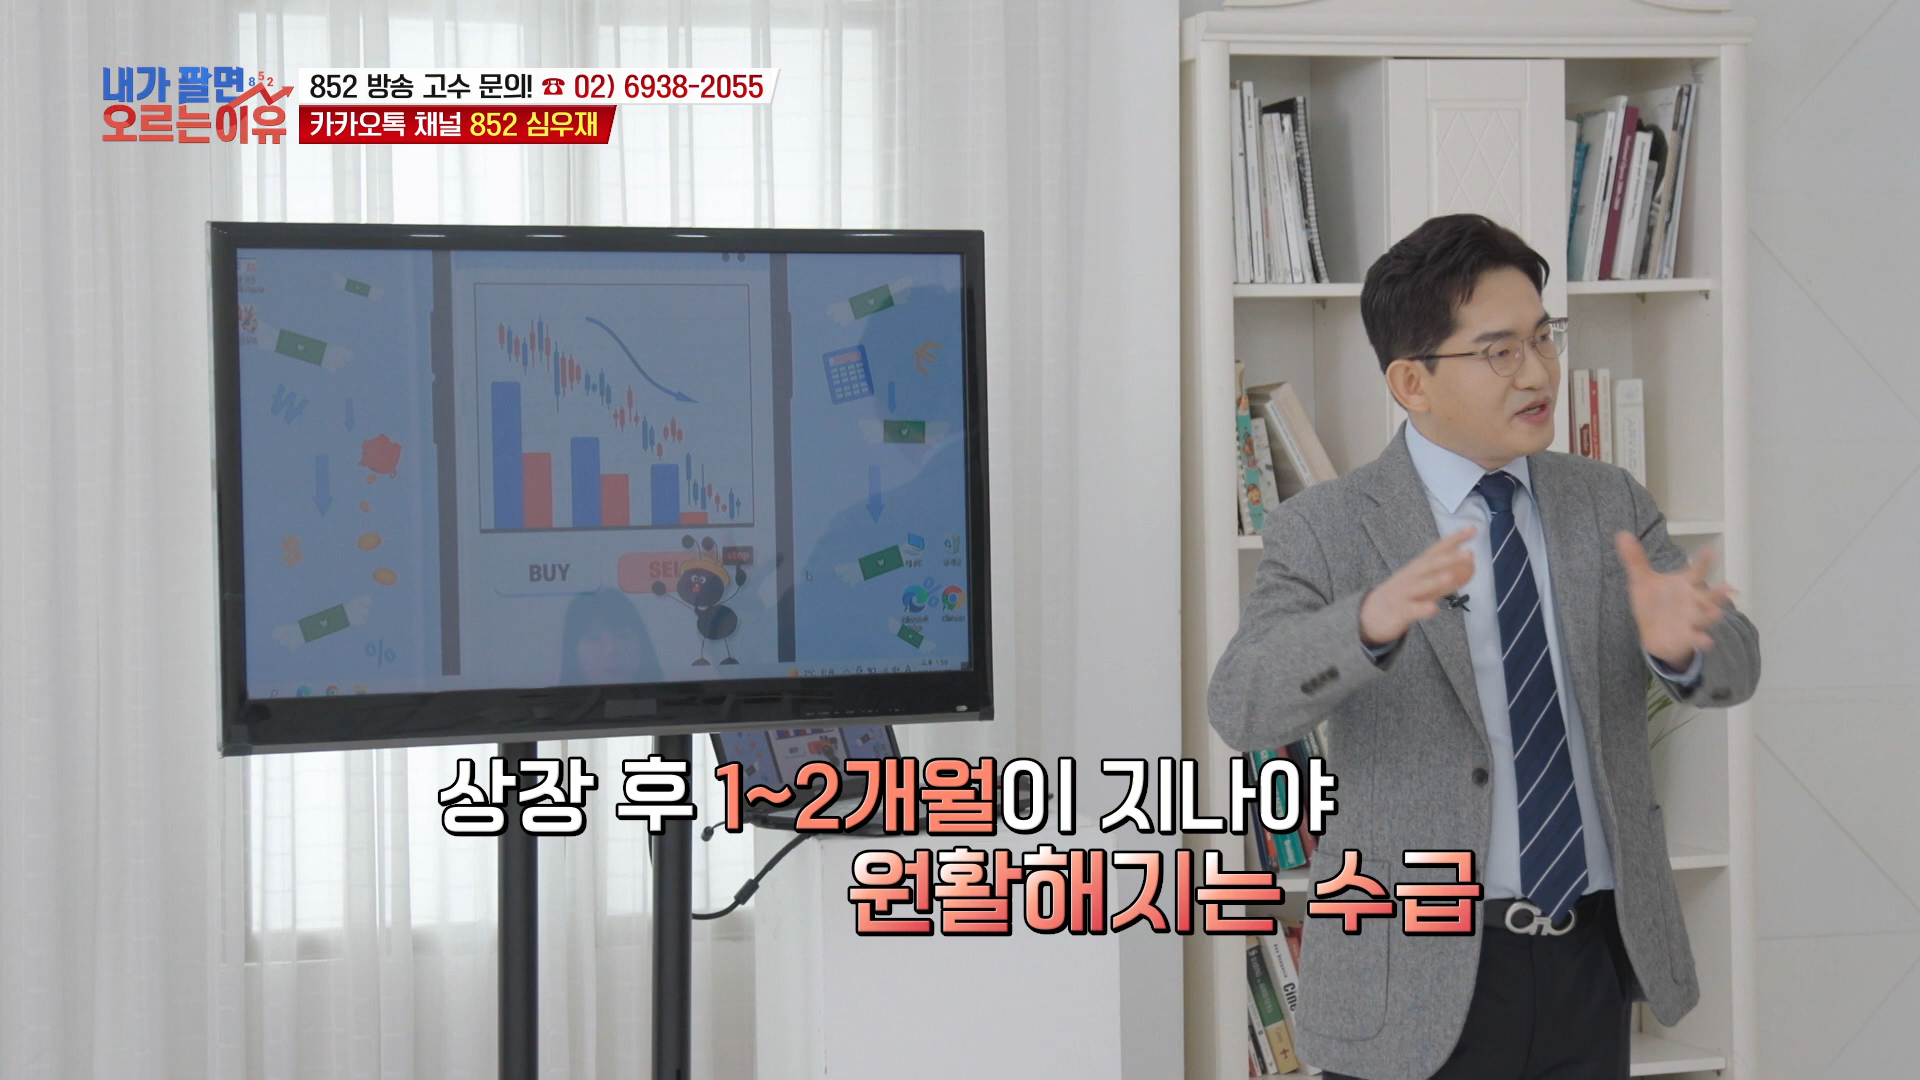 내가 팔면 852
오르는이유
852 방송 고수 문의! ☎ 02) 6938-2055
카카오톡 채널 852 심우재
BUY
SEL
stop
상장 후 1~2개월이 지나야
원활해지는 수급